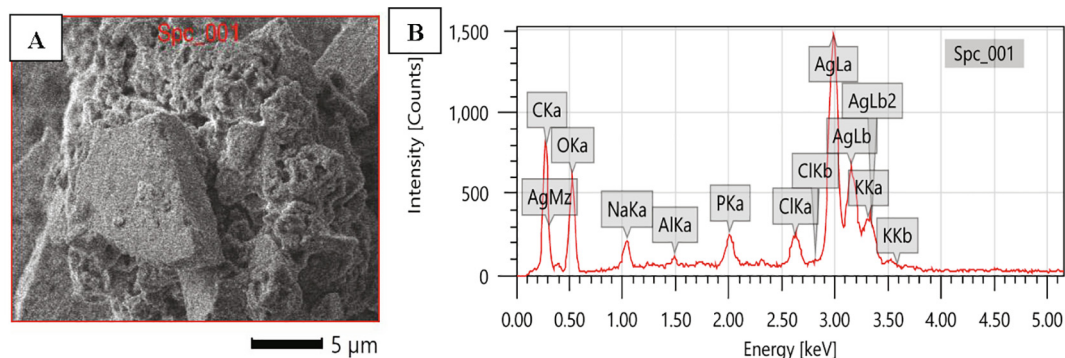 A
Spc_001
5 µm
B
Intensity [Counts]
1,500
1,000
500
0
Spc_001
AgLa
AgLb2
CKa
OKa
AgLb
ClKb
AgMz
KKa
NaKa
AlKa
PKa
ClKa
KKb
0.00 0.50 1.00 1.50 2.00 2.50 3.00 3.50 4.00 4.50 5.00
Energy [keV]